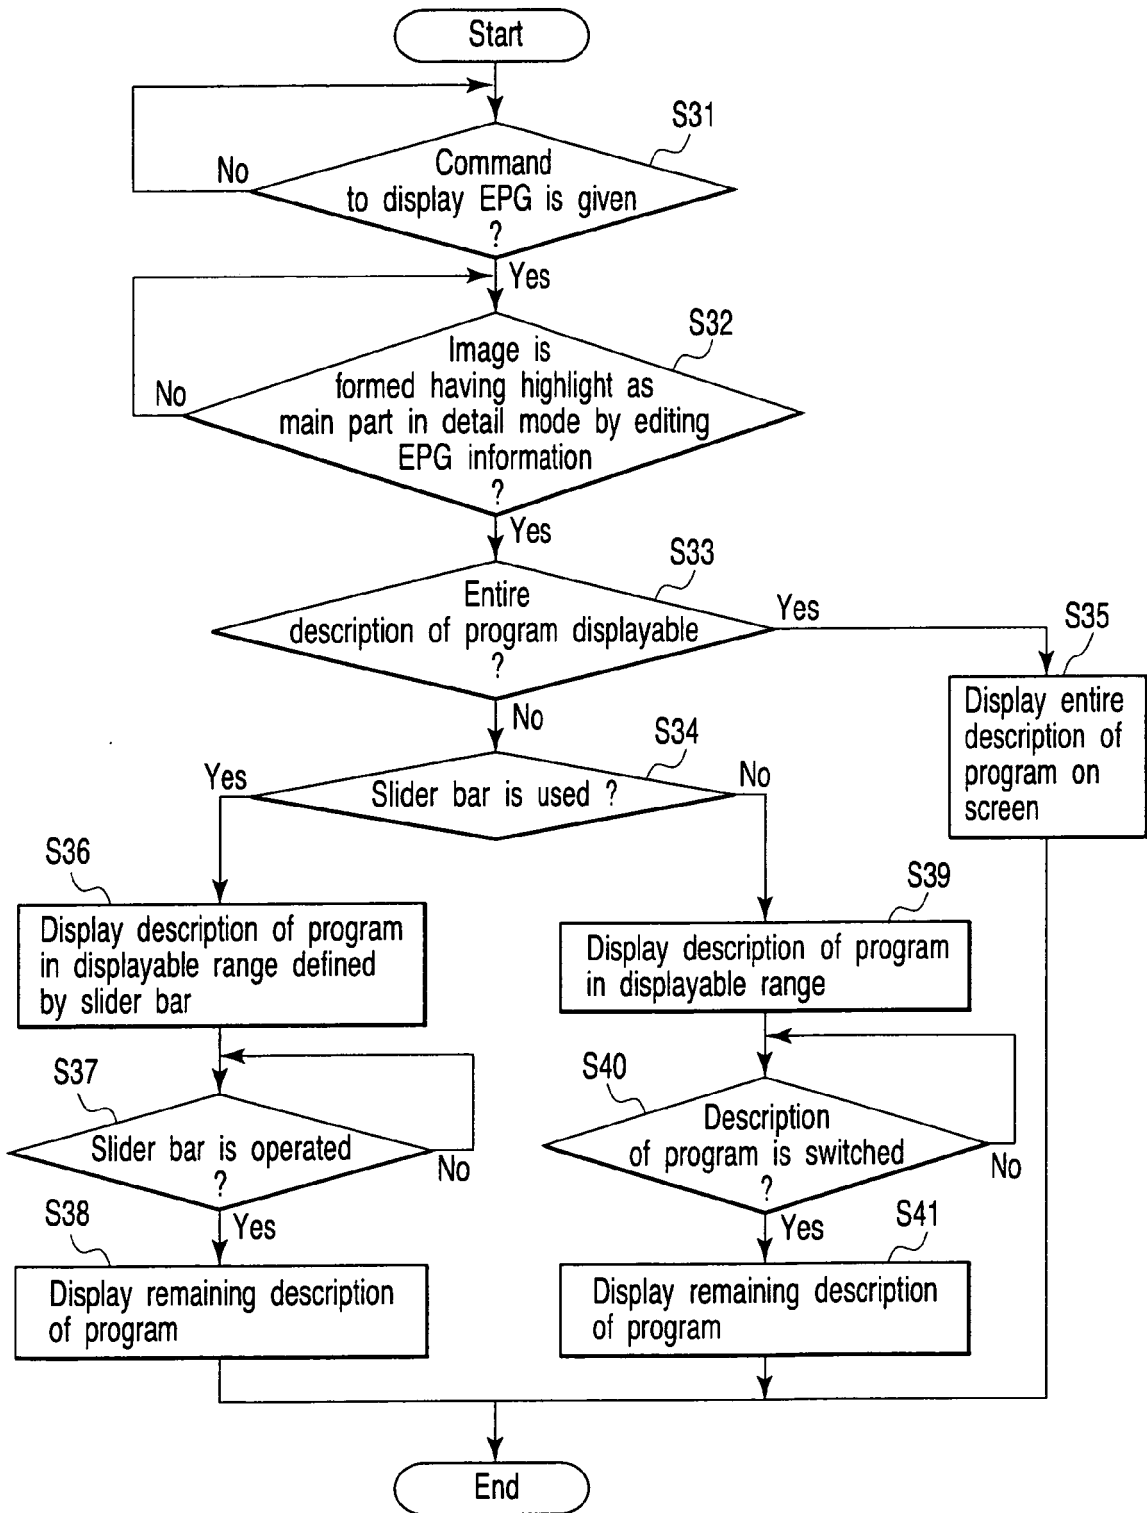 Start
S31
Command
to display EPG is given
?
No
Yes
S32
Image is
formed having highlight as
main part in detail mode by editing
EPG information
?
No
Yes
S33
Entire
description of program displayable
?
Yes
No
S35
Display entire
description of
program on
screen
S34
Slider bar is used ?
Yes
No
S36
Display description of program
in displayable range defined
by slider bar
S39
Display description of program
in displayable range
S37
Slider bar is operated
?
No
Yes
S40
Description
of program is switched
?
No
Yes
S38
Display remaining description
of program
S41
Display remaining description
of program
End